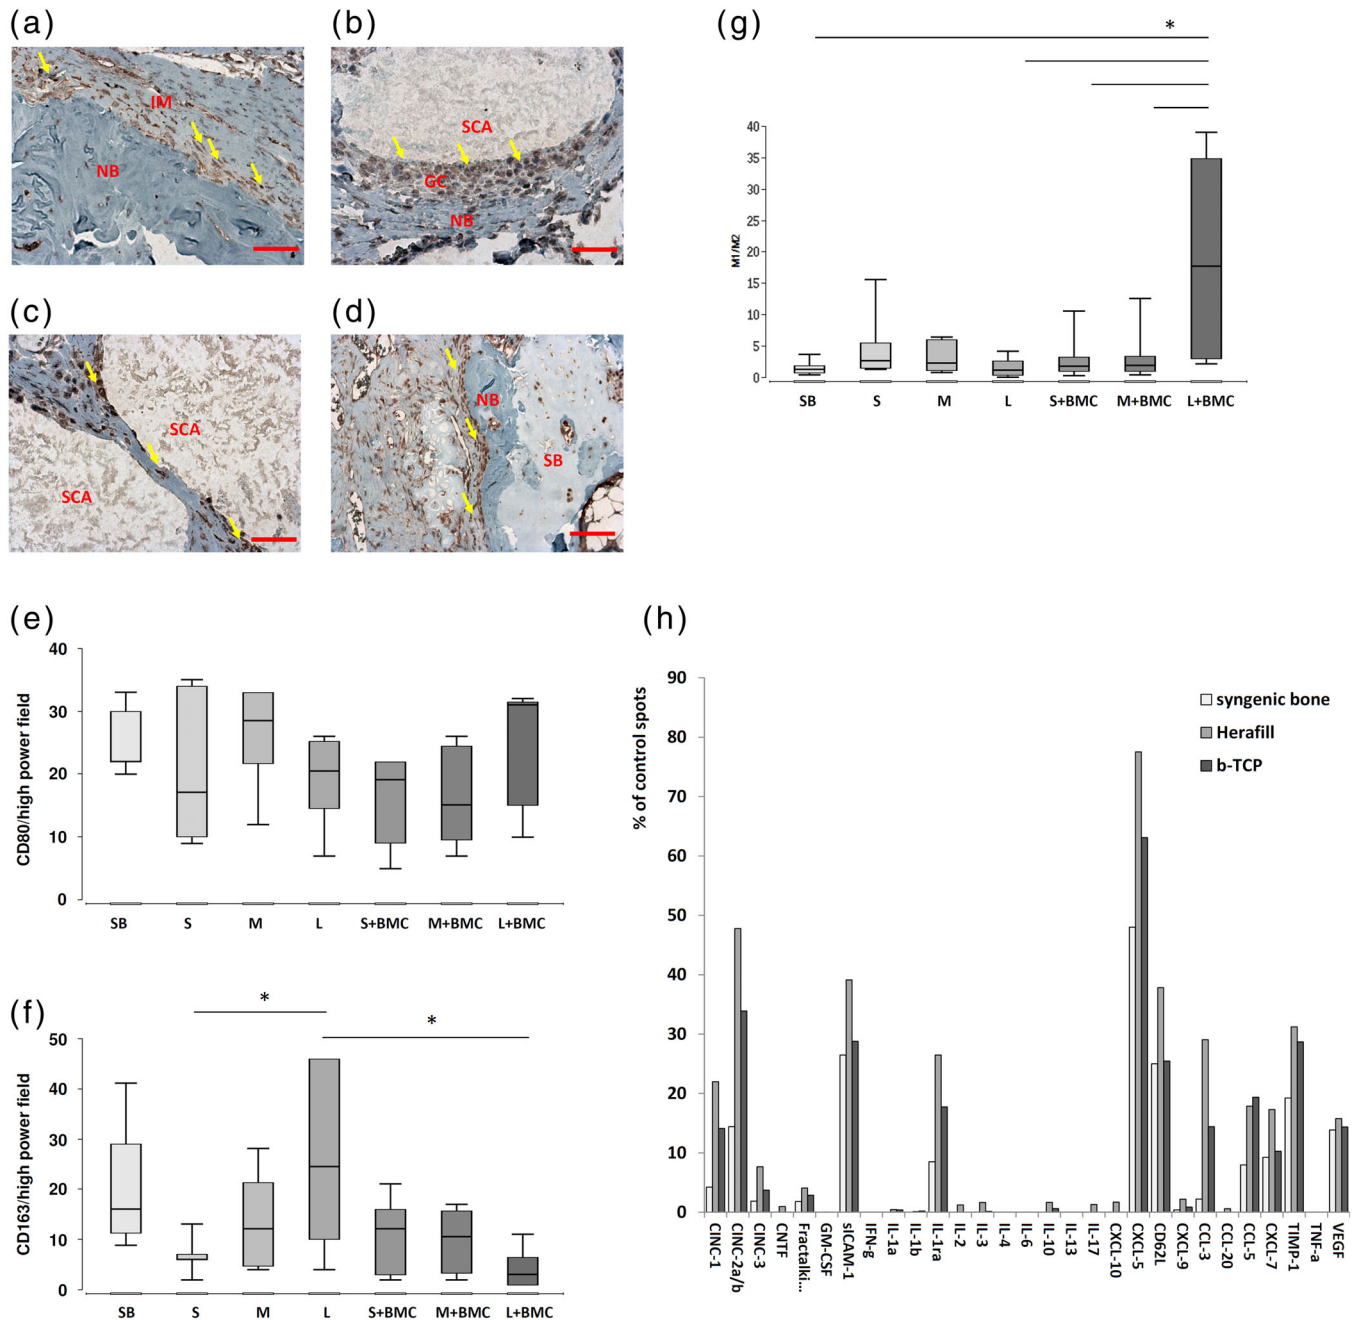 (a)
IM
NB
(b)
SCA
GC
NB
(c)
SCA
SCA
(d)
NB
SB
(e)
CD80/high power field
40
30
20
10
0
SB S M L S+BMC M+BMC L+BMC
(f)
CD163/high power field
* *
50
40
30
20
10
0
SB S M L S+BMC M+BMC L+BMC
(g)
*
M1/M2
40
35
30
25
20
15
10
5
0
SB S M L S+BMC M+BMC L+BMC
(h)
% of control spots
90
80
70
60
50
40
30
20
10
0
syngenic bone
Herafill
b-TCP
CINC-1
CINC-2a/b
CINC-3
CNTF
Fractalki...
GM-CSF
sICAM-1
IFN-g
IL-1a
IL-1b
IL-1ra
IL-2
IL-3
IL-4
IL-6
IL-10
IL-13
IL-17
CXCL-10
CXCL-5
CD62L
CXCL-9
CCL-3
CCL-20
CCL-5
CXCL-7
TIMP-1
TNF-a
VEGF